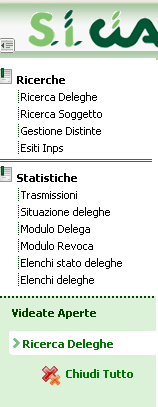 S.i.cia
Ricerche
Ricerca Deleghe
Ricerca Soggetto
Gestione Distinte
Esiti Inps
Statistiche
Trasmissioni
Situazione deleghe
Modulo Delega
Modulo Revoca
Elenchi stato deleghe
Elenchi deleghe
Videate Aperte
Ricerca Deleghe
Chiudi Tutto